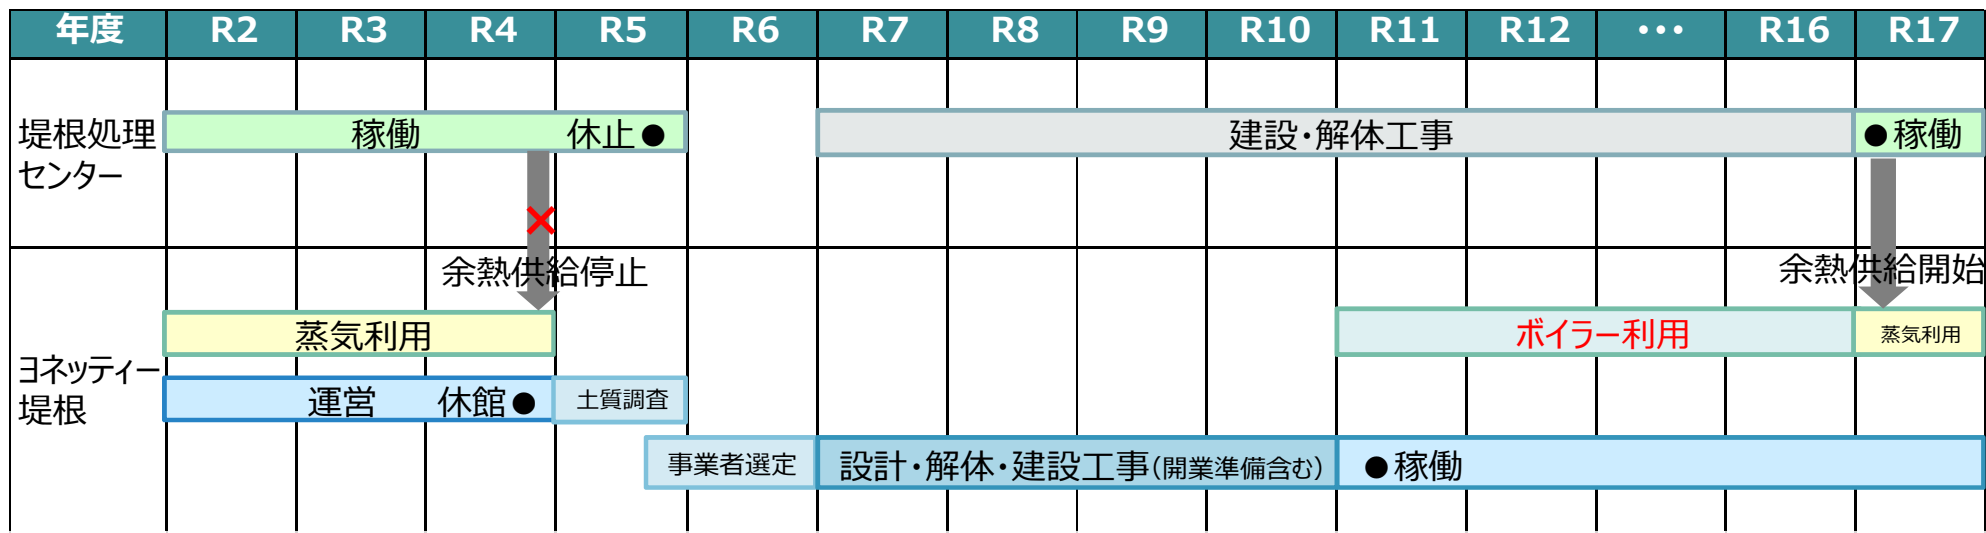 年度 R2 R3 R4 R5 R6 R7 R8 R9 R10 R11 R12 ・・・ R16 R17
堤根処理
センター
稼働 休止●
建設・解体工事
●稼働
余熱供給停止
余熱供給開始
ヨネッティー
堤根
蒸気利用
ボイラー利用
蒸気利用
運営 休館●
土質調査
事業者選定
設計・解体・建設工事(開業準備含む)
●稼働